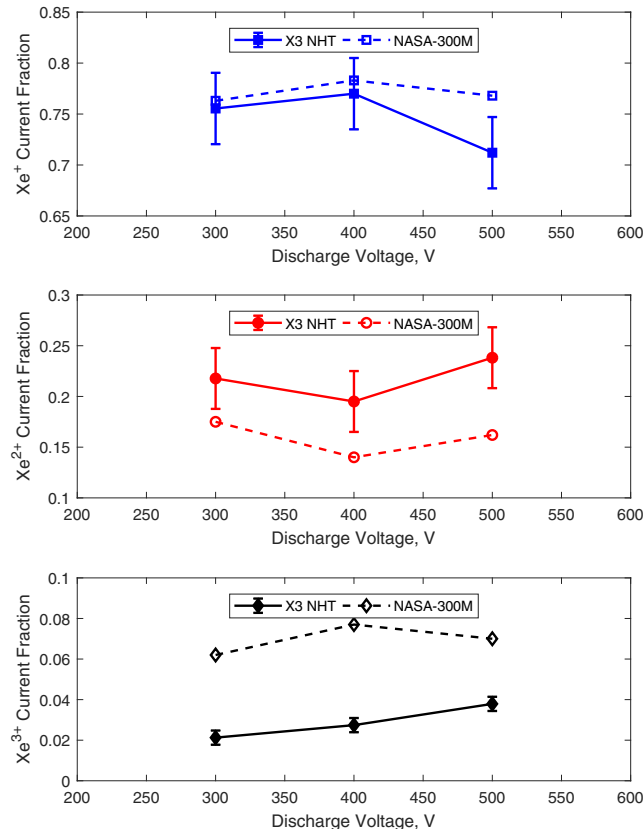 0.85
0.8
0.75
0.7
0.65
Xe⁺ Current Fraction
X3 NHT NASA-300M
200 250 300 350 400 450 500 550 600
Discharge Voltage, V
0.3
0.25
0.2
0.15
0.1
Xe²⁺ Current Fraction
X3 NHT NASA-300M
200 250 300 350 400 450 500 550 600
Discharge Voltage, V
0.1
0.08
0.06
0.04
0.02
0
Xe³⁺ Current Fraction
X3 NHT NASA-300M
200 250 300 350 400 450 500 550 600
Discharge Voltage, V